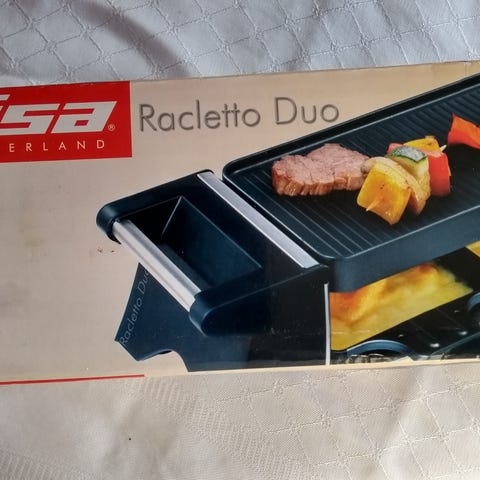 isa®
ERLAND
Racletto Duo
Racletto Duo